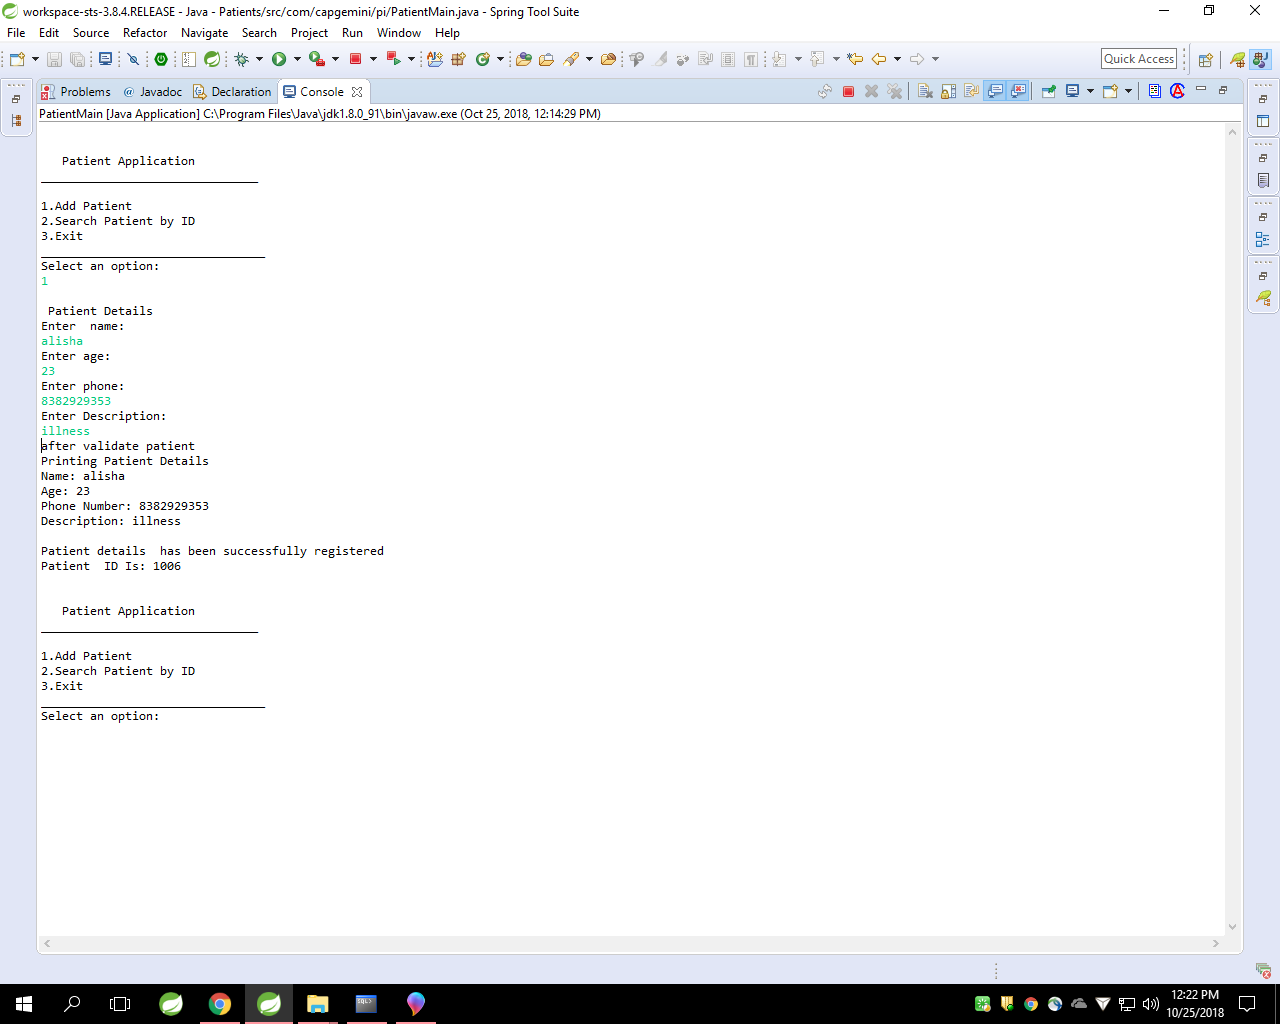 workspace-sts-3.8.4.RELEASE - Java - Patients/src/com/capgemini/pi/PatientMain.java - Spring Tool Suite
File Edit Source Refactor Navigate Search Project Run Window Help
Quick Access
Problems @ Javadoc Declaration Console
PatientMain [Java Application] C:\Program Files\Java\jdk1.8.0_91\bin\javaw.exe (Oct 25, 2018, 12:14:29 PM)
Patient Application
_______________________________
1.Add Patient
2.Search Patient by ID
3.Exit
________________________________
Select an option:
1
Patient Details
Enter  name:
alisha
Enter age:
23
Enter phone:
8382929353
Enter Description:
illness
after validate patient
Printing Patient Details
Name: alisha
Age: 23
Phone Number: 8382929353
Description: illness
Patient details  has been successfully registered
Patient  ID Is: 1006
Patient Application
_______________________________
1.Add Patient
2.Search Patient by ID
3.Exit
________________________________
Select an option:
SQL>
12:22 PM
10/25/2018